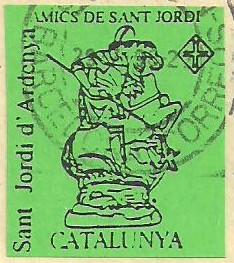 AMICS DE SANT JORDI
Sant Jordi d'Ardenya
CATALUNYA